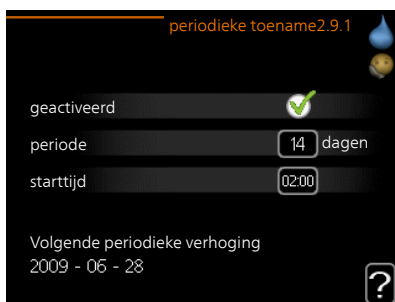 periodieke toename2.9.1
geactiveerd
periode 14 dagen
starttijd 02:00
Volgende periodieke verhoging
2009 - 06 - 28
?